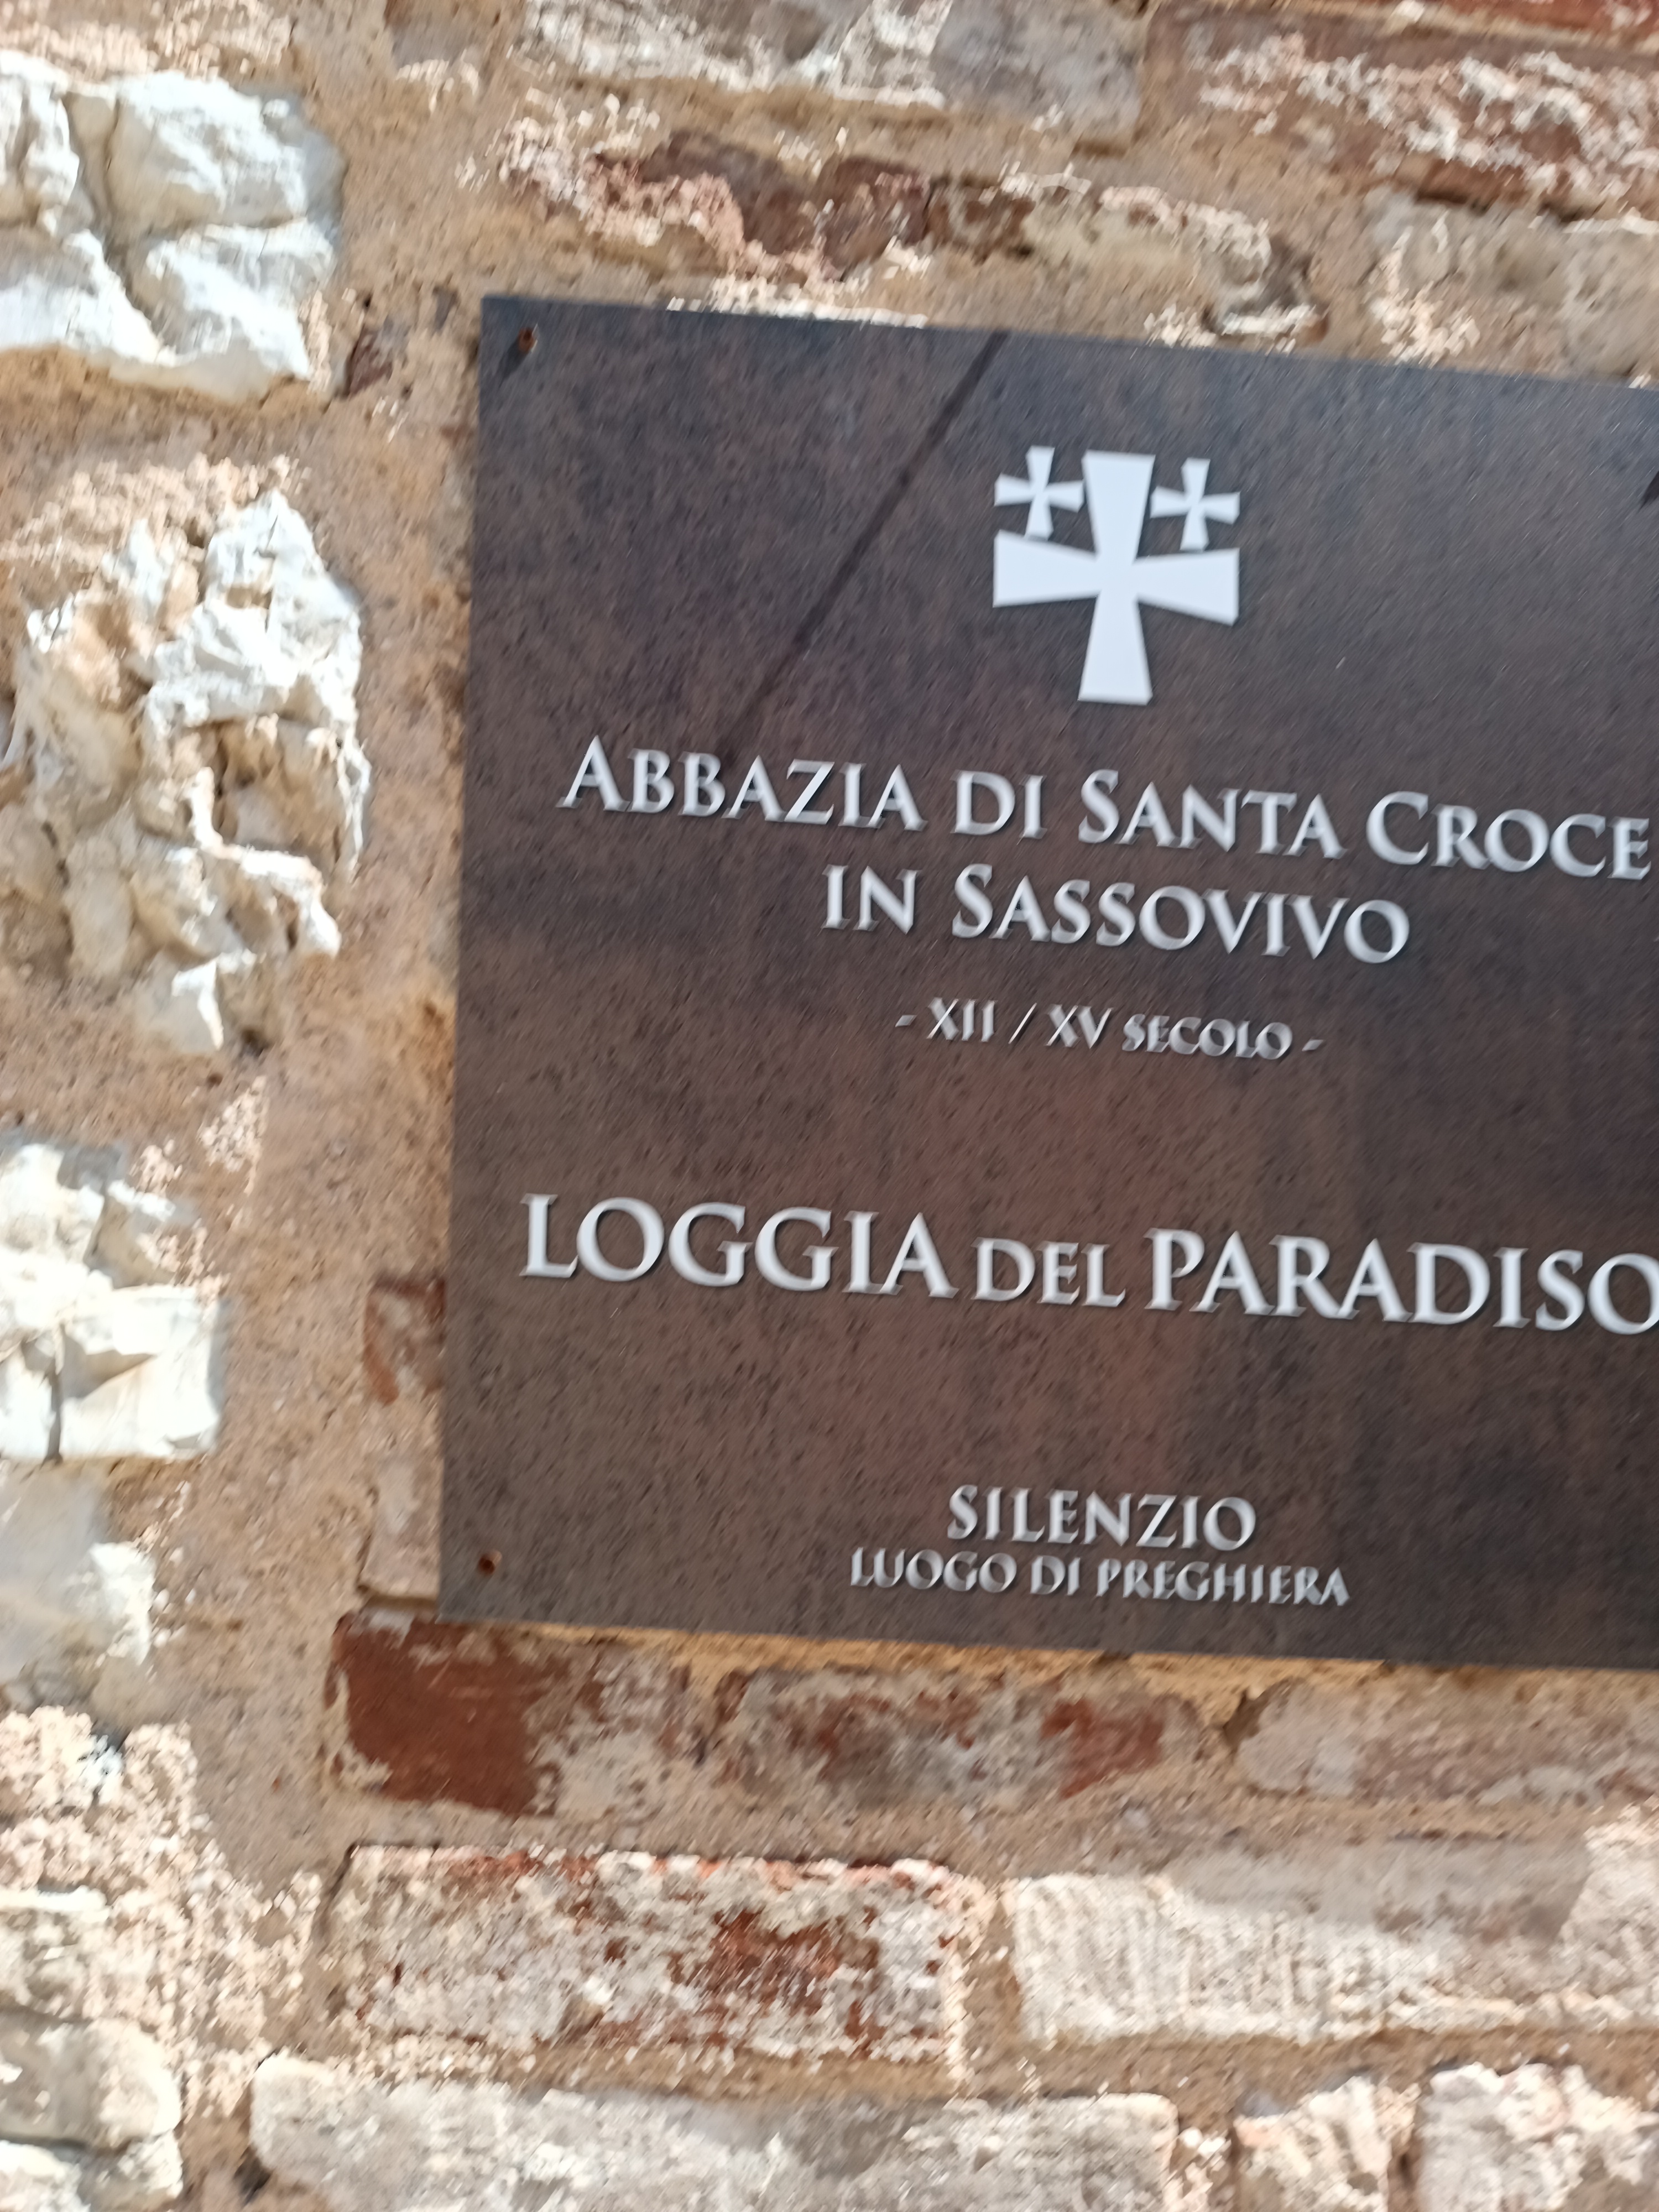 ABBAZIA DI SANTA CROCE
IN SASSOVIVO
- XII / XV SECOLO -
LOGGIA DEL PARADISO
SILENZIO
LUOGO DI PREGHIERA